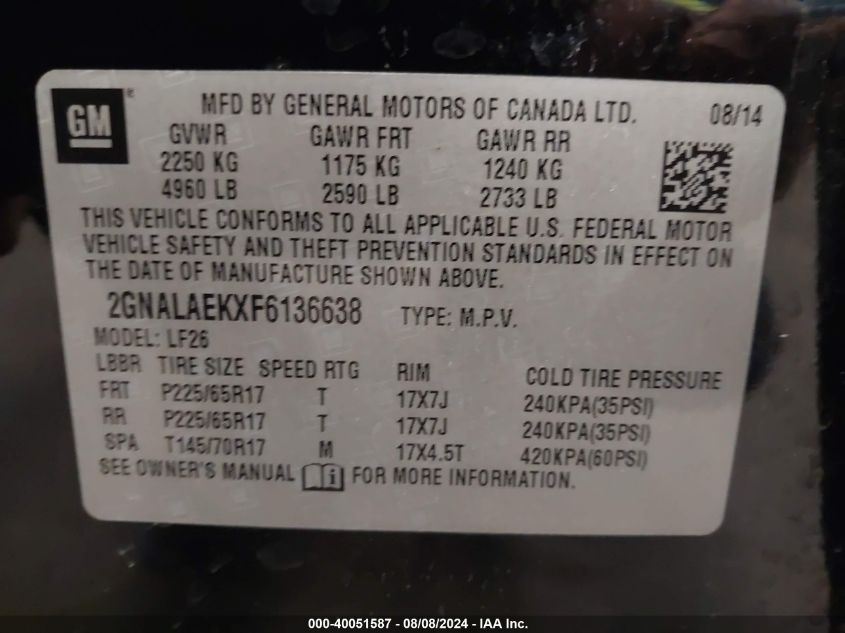 GM ®
MFD BY GENERAL MOTORS OF CANADA LTD. 08/14
GVWR GAWR FRT GAWR RR
2250 KG 1175 KG 1240 KG
4960 LB 2590 LB 2733 LB
THIS VEHICLE CONFORMS TO ALL APPLICABLE U.S. FEDERAL MOTOR
VEHICLE SAFETY AND THEFT PREVENTION STANDARDS IN EFFECT ON
THE DATE OF MANUFACTURE SHOWN ABOVE.
2GNALAEKXF6136638 TYPE: M.P.V.
MODEL: LF26
LBBR TIRE SIZE SPEED RTG RIM COLD TIRE PRESSURE
FRT P225/65R17 T 17X7J 240KPA(35PSI)
RR P225/65R17 T 17X7J 240KPA(35PSI)
SPA T145/70R17 M 17X4.5T 420KPA(60PSI)
SEE OWNER'S MANUAL FOR MORE INFORMATION.
000-40051587 - 08/08/2024 - IAA Inc.